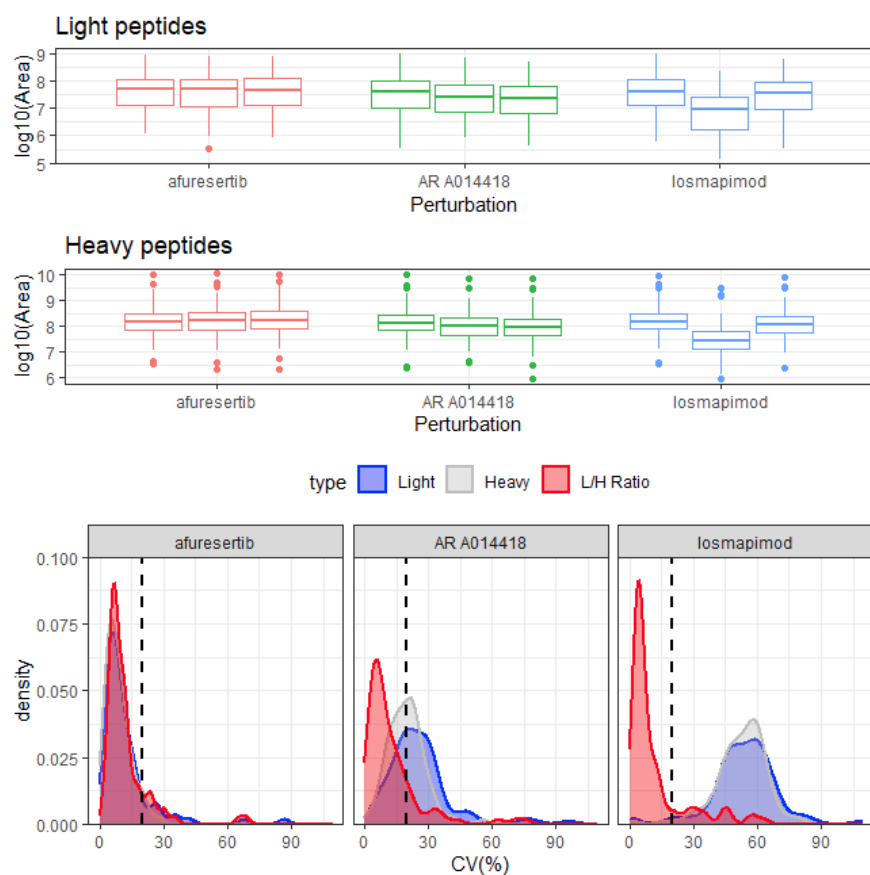 Light peptides
log10(Area)
9
8
7
6
5
afuresertib
AR A014418
losmapimod
Perturbation
Heavy peptides
log10(Area)
10
9
8
7
6
afuresertib
AR A014418
losmapimod
Perturbation
type Light Heavy L/H Ratio
afuresertib AR A014418 losmapimod
density
0.100
0.075
0.050
0.025
0.000
0 30 60 90 0 30 60 90 0 30 60 90
CV(%)